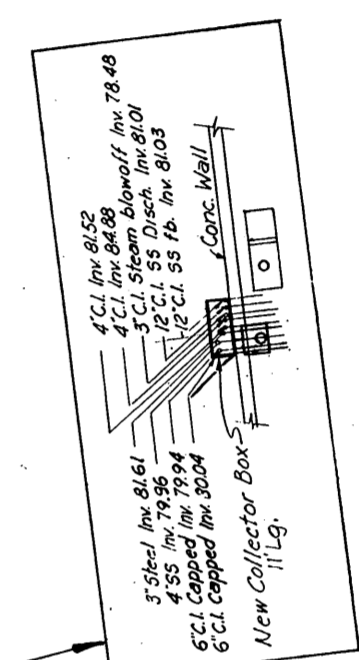 4"C.I. Inv. 81.52
4"C.I. Inv. 84.88
3"C.I. Steam blowoff Inv. 78.48
12"C.I. SS Disch. Inv. 81.01
12"C.I. SS fb. Inv. 81.03
Conc. Wall
3"Steel Inv. 81.61
4"SS Inv. 79.96
6"C.I. Capped Inv. 79.94
6"C.I. Capped Inv. 30.04
New Collector Box
11'Lg.